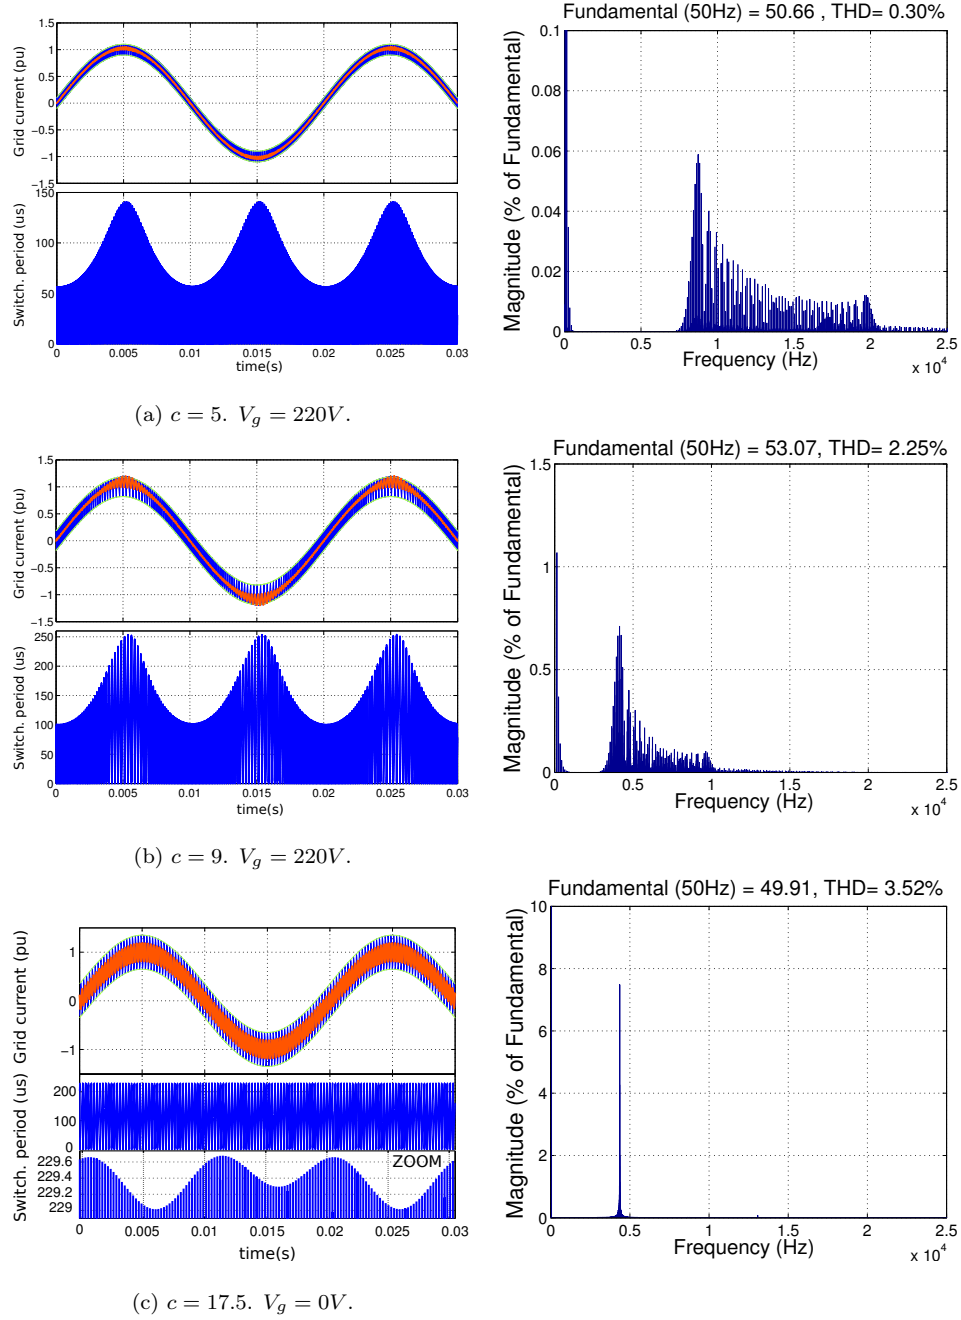 Fundamental (50Hz) = 50.66 , THD= 0.30%
Grid current (pu)
1.5
1
0.5
0
−0.5
−1
−1.5
Switch. period (us)
150
100
50
0
0 0.005 0.01 0.015 0.02 0.025 0.03
time(s)
Magnitude (% of Fundamental)
0.1
0.08
0.06
0.04
0.02
0
0 0.5 1 1.5 2 2.5
Frequency (Hz)
x 10^4
(a) c = 5. V_g = 220V.
Fundamental (50Hz) = 53.07, THD= 2.25%
Grid current (pu)
1.5
1
0.5
0
−0.5
−1
−1.5
Switch. period (us)
250
200
150
100
50
0
0 0.005 0.01 0.015 0.02 0.025 0.03
time(s)
Magnitude (% of Fundamental)
1.5
1
0.5
0
0 0.5 1 1.5 2 2.5
Frequency (Hz)
x 10^4
(b) c = 9. V_g = 220V.
Fundamental (50Hz) = 49.91, THD= 3.52%
Grid current (pu)
1
0
−1
Switch. period (us)
200
100
0
ZOOM
229.6
229.4
229.2
229
0 0.005 0.01 0.015 0.02 0.025 0.03
time(s)
Magnitude (% of Fundamental)
10
8
6
4
2
0
0 0.5 1 1.5 2 2.5
Frequency (Hz)
x 10^4
(c) c = 17.5. V_g = 0V.